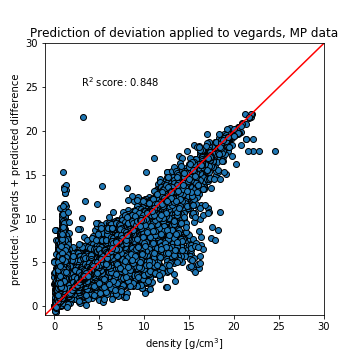 Prediction of deviation applied to vegards, MP data
30
25
20
15
10
5
0
R² score: 0.848
predicted: Vegards + predicted difference
0 5 10 15 20 25 30
density [g/cm³]